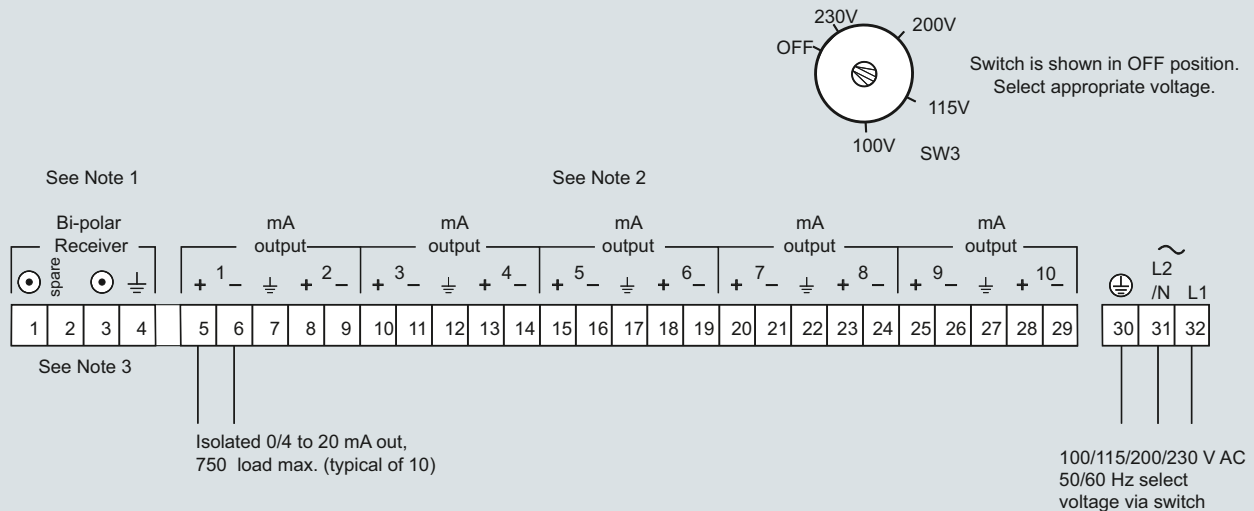 230V
200V
OFF
Switch is shown in OFF position.
Select appropriate voltage.
115V
100V
SW3
See Note 1
See Note 2
Bi-polar
Receiver
mA
output
mA
output
mA
output
mA
output
mA
output
spare
+ 1 − + 2 − + 3 − + 4 − + 5 − + 6 − + 7 − + 8 − + 9 − + 10 −
~
L2
/N L1
1 2 3 4 5 6 7 8 9 10 11 12 13 14 15 16 17 18 19 20 21 22 23 24 25 26 27 28 29 30 31 32
See Note 3
Isolated 0/4 to 20 mA out,
750 load max. (typical of 10)
100/115/200/230 V AC
50/60 Hz select
voltage via switch